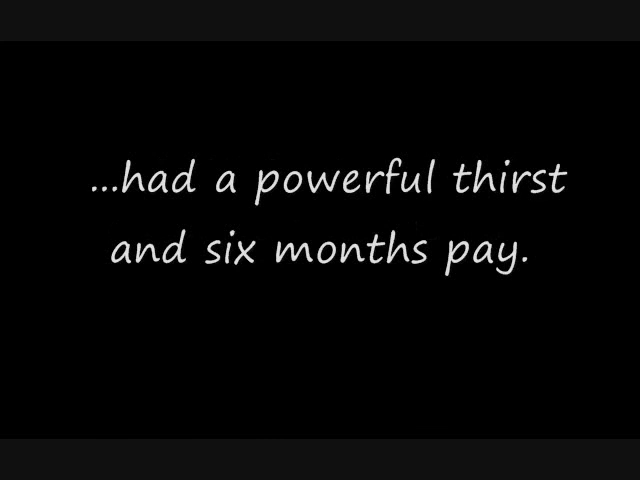 ...had a powerful thirst
and six months pay.